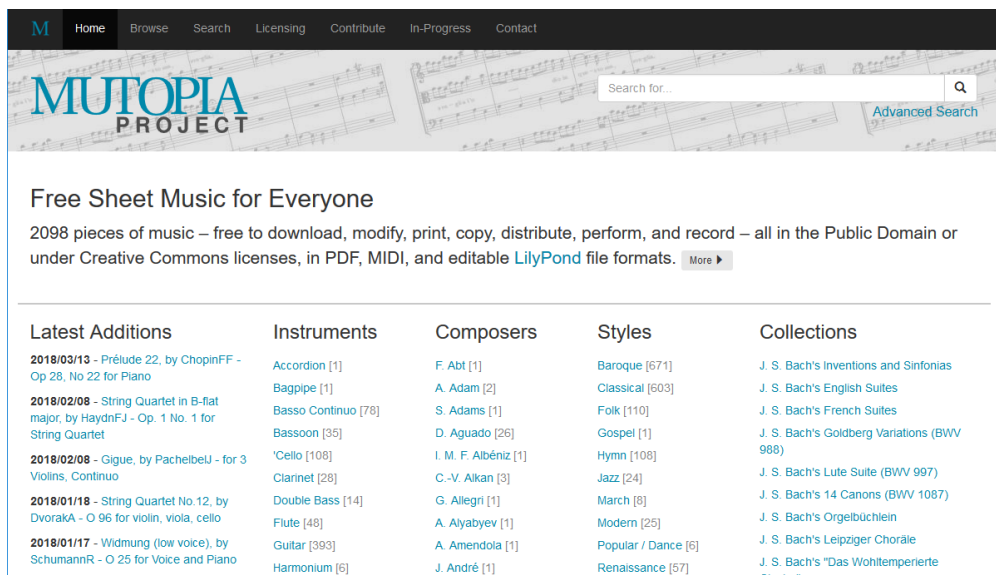 M Home Browse Search Licensing Contribute In-Progress Contact
MUTOPIA
PROJECT
Search for...
Advanced Search
Free Sheet Music for Everyone
2098 pieces of music – free to download, modify, print, copy, distribute, perform, and record – all in the Public Domain or
under Creative Commons licenses, in PDF, MIDI, and editable LilyPond file formats. More
Latest Additions
2018/03/13 - Prélude 22, by ChopinFF -
Op 28, No 22 for Piano
2018/02/08 - String Quartet in B-flat
major, by HaydnFJ - Op. 1 No. 1 for
String Quartet
2018/02/08 - Gigue, by PachelbelJ - for 3
Violins, Continuo
2018/01/18 - String Quartet No.12, by
DvorakA - O 96 for violin, viola, cello
2018/01/17 - Widmung (low voice), by
SchumannR - O 25 for Voice and Piano
Instruments
Accordion [1]
Bagpipe [1]
Basso Continuo [78]
Bassoon [35]
'Cello [108]
Clarinet [28]
Double Bass [14]
Flute [48]
Guitar [393]
Harmonium [6]
Composers
F. Abt [1]
A. Adam [2]
S. Adams [1]
D. Aguado [26]
I. M. F. Albéniz [1]
C.-V. Alkan [3]
G. Allegri [1]
A. Alyabyev [1]
A. Amendola [1]
J. André [1]
Styles
Baroque [671]
Classical [603]
Folk [110]
Gospel [1]
Hymn [108]
Jazz [24]
March [8]
Modern [25]
Popular / Dance [6]
Renaissance [57]
Collections
J. S. Bach's Inventions and Sinfonias
J. S. Bach's English Suites
J. S. Bach's French Suites
J. S. Bach's Goldberg Variations (BWV
988)
J. S. Bach's Lute Suite (BWV 997)
J. S. Bach's 14 Canons (BWV 1087)
J. S. Bach's Orgelbüchlein
J. S. Bach's Leipziger Choräle
J. S. Bach's "Das Wohltemperierte